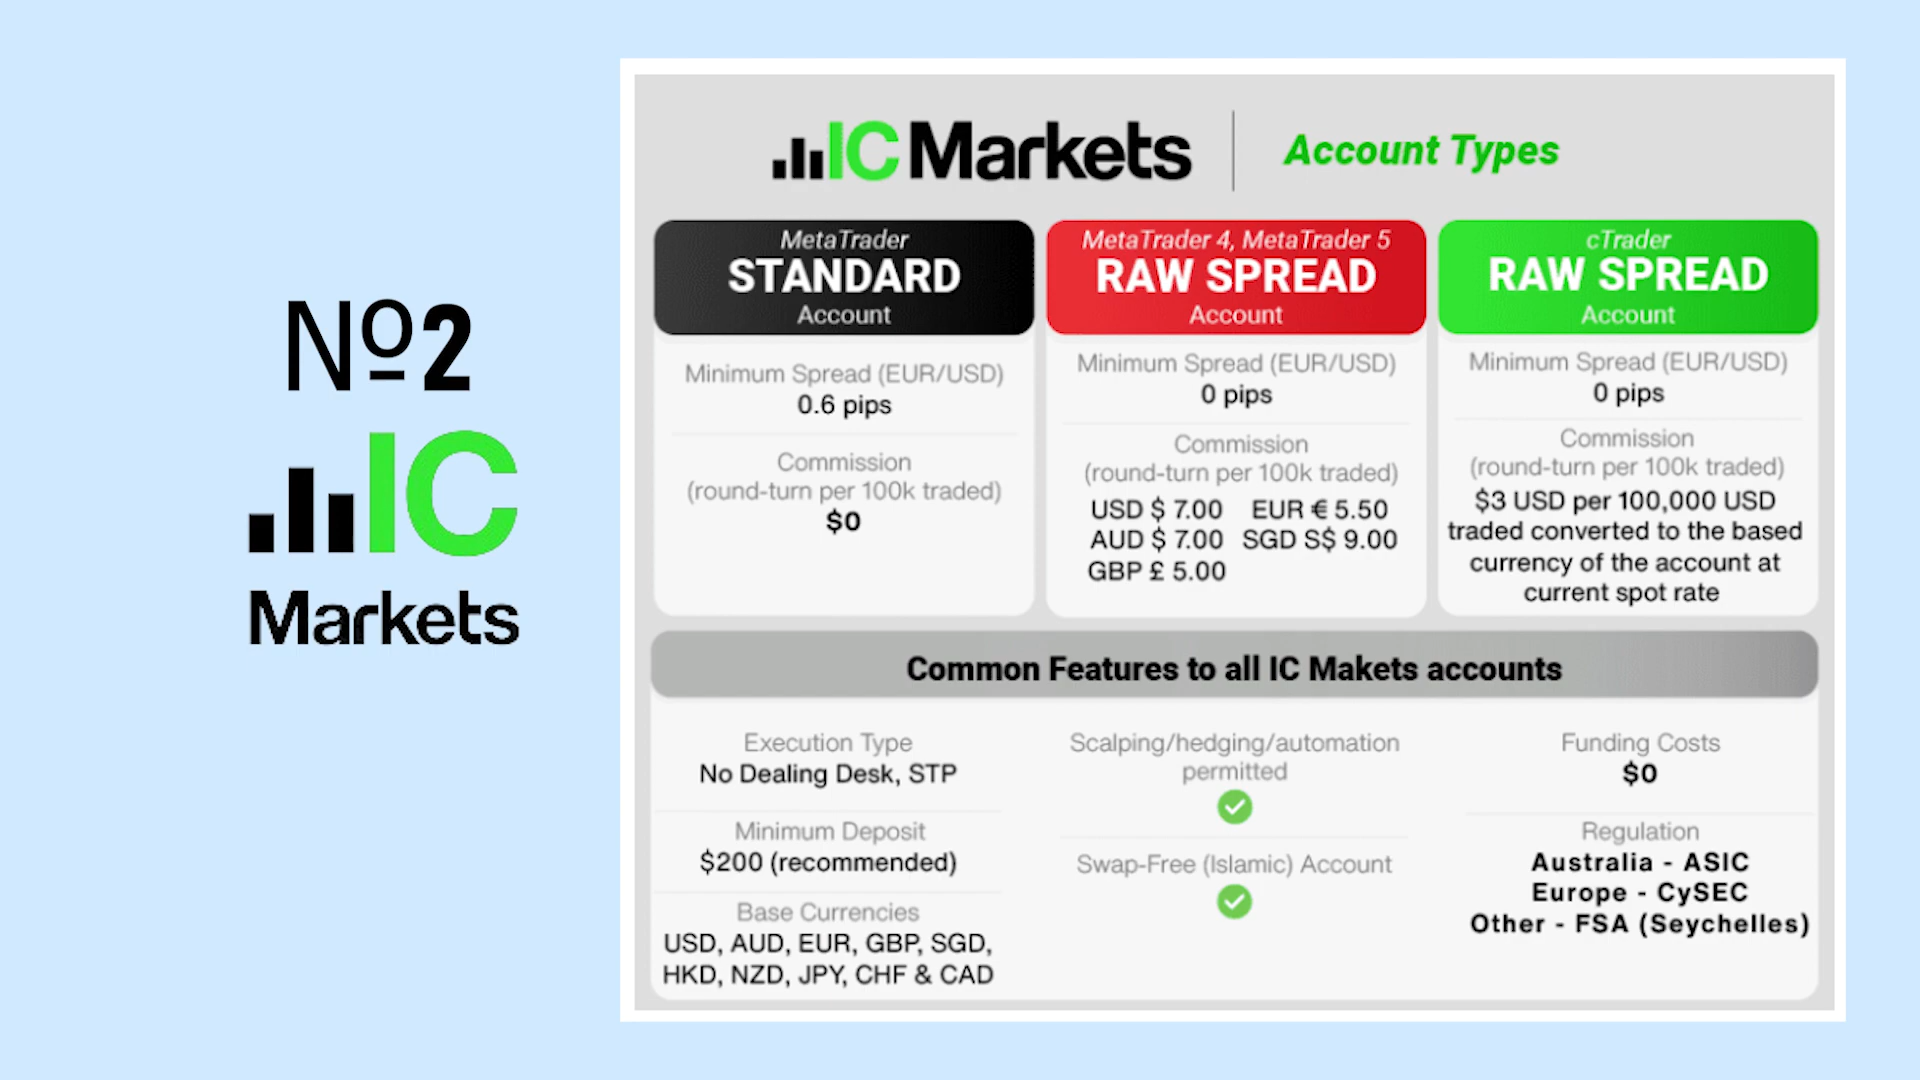 №2
IC
Markets
IC Markets
Account Types
MetaTrader
STANDARD
Account
Minimum Spread (EUR/USD)
0.6 pips
Commission
(round-turn per 100k traded)
$0
MetaTrader 4, MetaTrader 5
RAW SPREAD
Account
Minimum Spread (EUR/USD)
0 pips
Commission
(round-turn per 100k traded)
USD $ 7.00 EUR € 5.50
AUD $ 7.00 SGD S$ 9.00
GBP £ 5.00
cTrader
RAW SPREAD
Account
Minimum Spread (EUR/USD)
0 pips
Commission
(round-turn per 100k traded)
$3 USD per 100,000 USD
traded converted to the based
currency of the account at
current spot rate
Common Features to all IC Makets accounts
Execution Type
No Dealing Desk, STP
Minimum Deposit
$200 (recommended)
Base Currencies
USD, AUD, EUR, GBP, SGD,
HKD, NZD, JPY, CHF & CAD
Scalping/hedging/automation
permitted
Swap-Free (Islamic) Account
Funding Costs
$0
Regulation
Australia - ASIC
Europe - CySEC
Other - FSA (Seychelles)